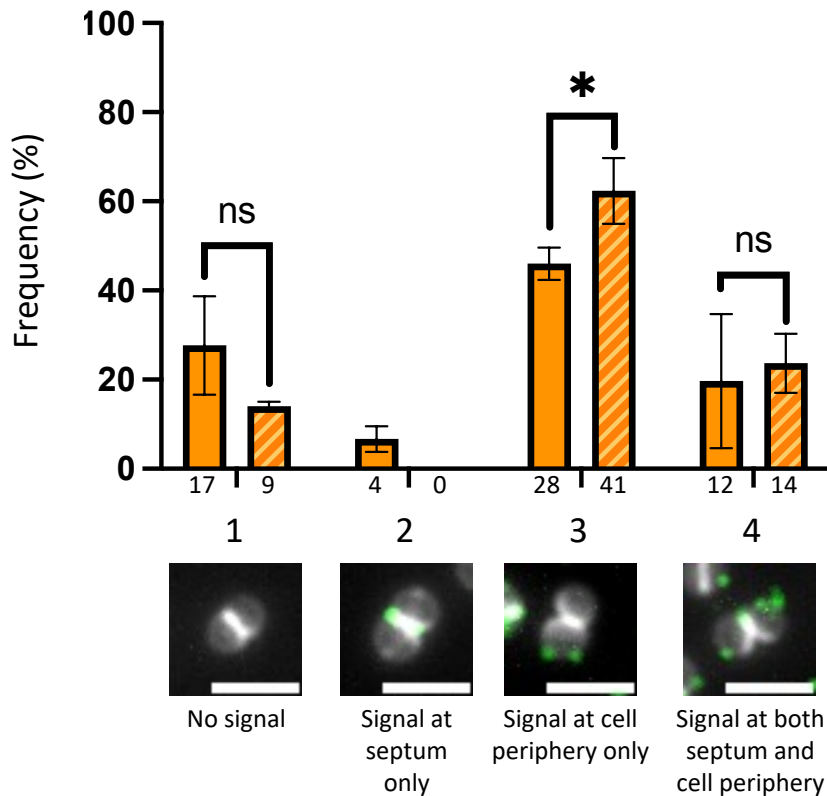 100
80
60
40
20
0
Frequency (%)
ns
*
ns
17 9 4 0 28 41 12 14
1 2 3 4
No signal
Signal at
septum
only
Signal at cell
periphery only
Signal at both
septum and
cell periphery